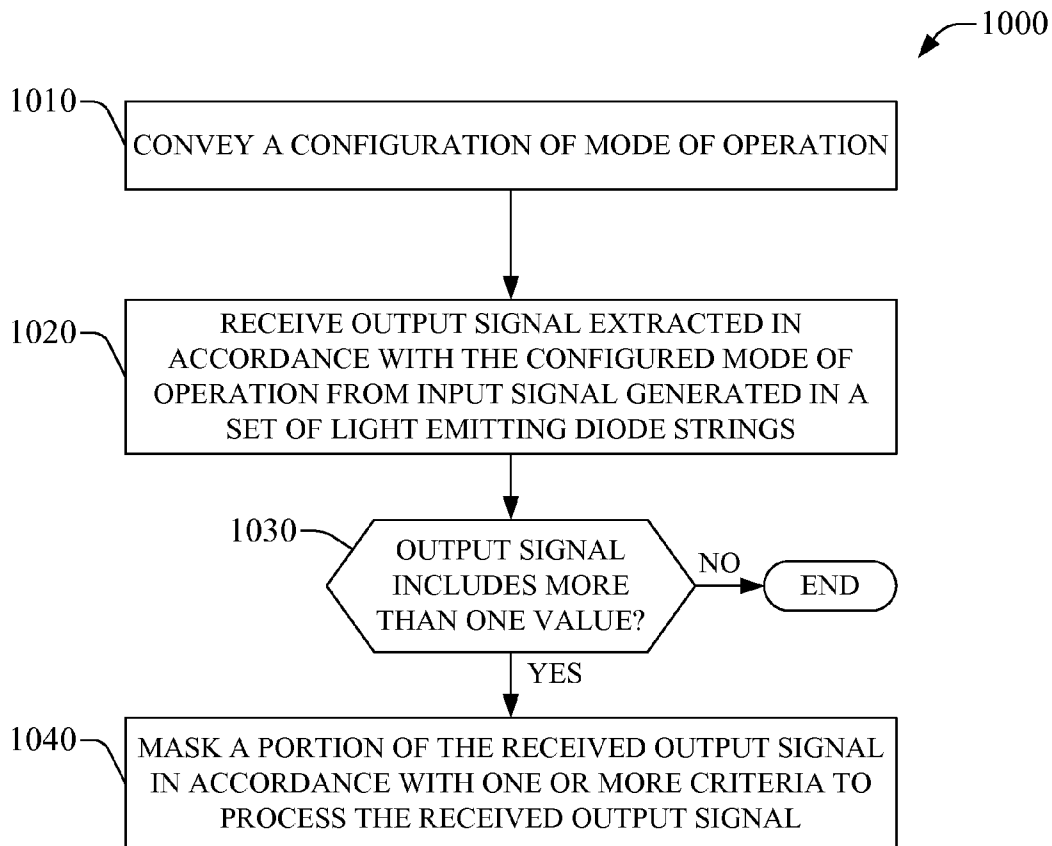 1000
1010
CONVEY A CONFIGURATION OF MODE OF OPERATION
1020
RECEIVE OUTPUT SIGNAL EXTRACTED IN
ACCORDANCE WITH THE CONFIGURED MODE OF
OPERATION FROM INPUT SIGNAL GENERATED IN A
SET OF LIGHT EMITTING DIODE STRINGS
1030
OUTPUT SIGNAL
INCLUDES MORE
THAN ONE VALUE?
NO
END
YES
1040
MASK A PORTION OF THE RECEIVED OUTPUT SIGNAL
IN ACCORDANCE WITH ONE OR MORE CRITERIA TO
PROCESS THE RECEIVED OUTPUT SIGNAL